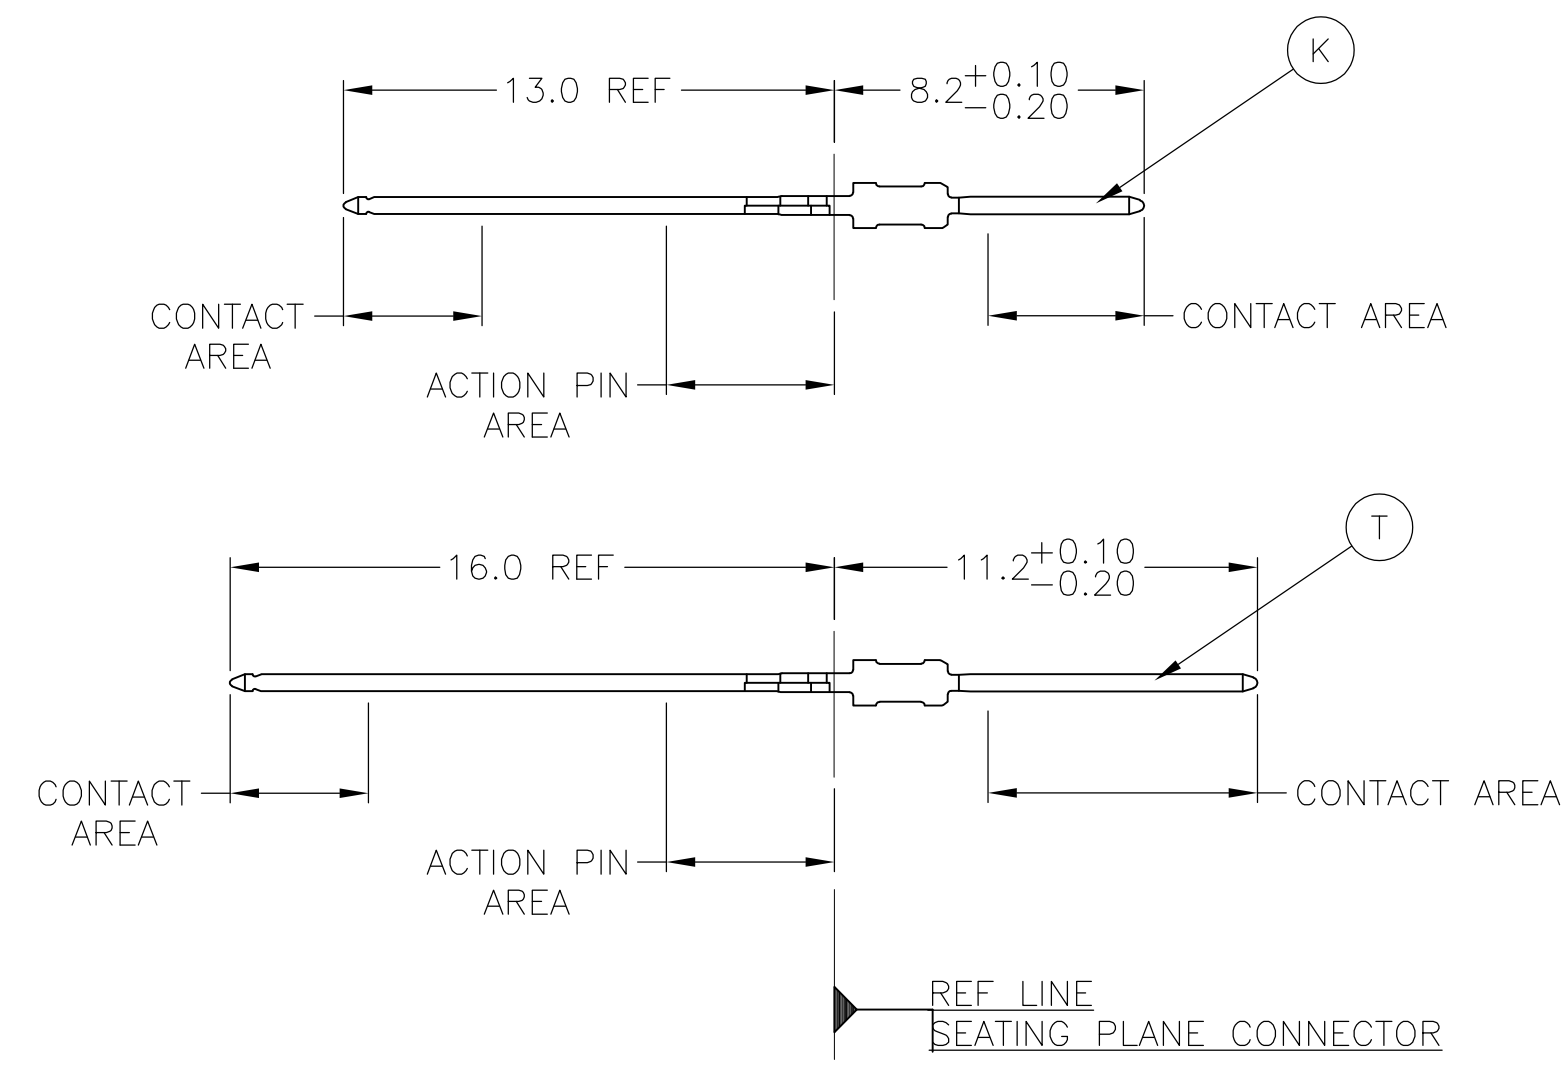 K
13.0 REF
8.2 +0.10
-0.20
CONTACT
AREA
CONTACT AREA
ACTION PIN
AREA
T
16.0 REF
11.2 +0.10
-0.20
CONTACT
AREA
CONTACT AREA
ACTION PIN
AREA
REF LINE
SEATING PLANE CONNECTOR